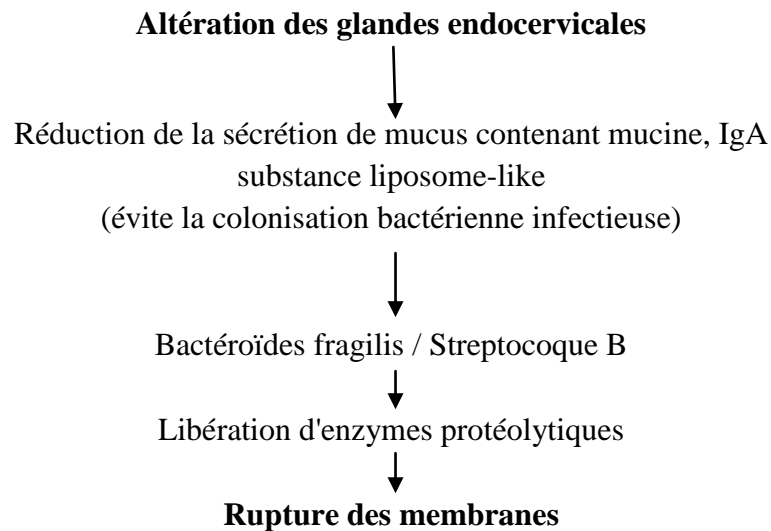 Altération des glandes endocervicales
Réduction de la sécrétion de mucus contenant mucine, IgA
substance liposome-like
(évite la colonisation bactérienne infectieuse)
Bactéroïdes fragilis / Streptocoque B
Libération d'enzymes protéolytiques
Rupture des membranes